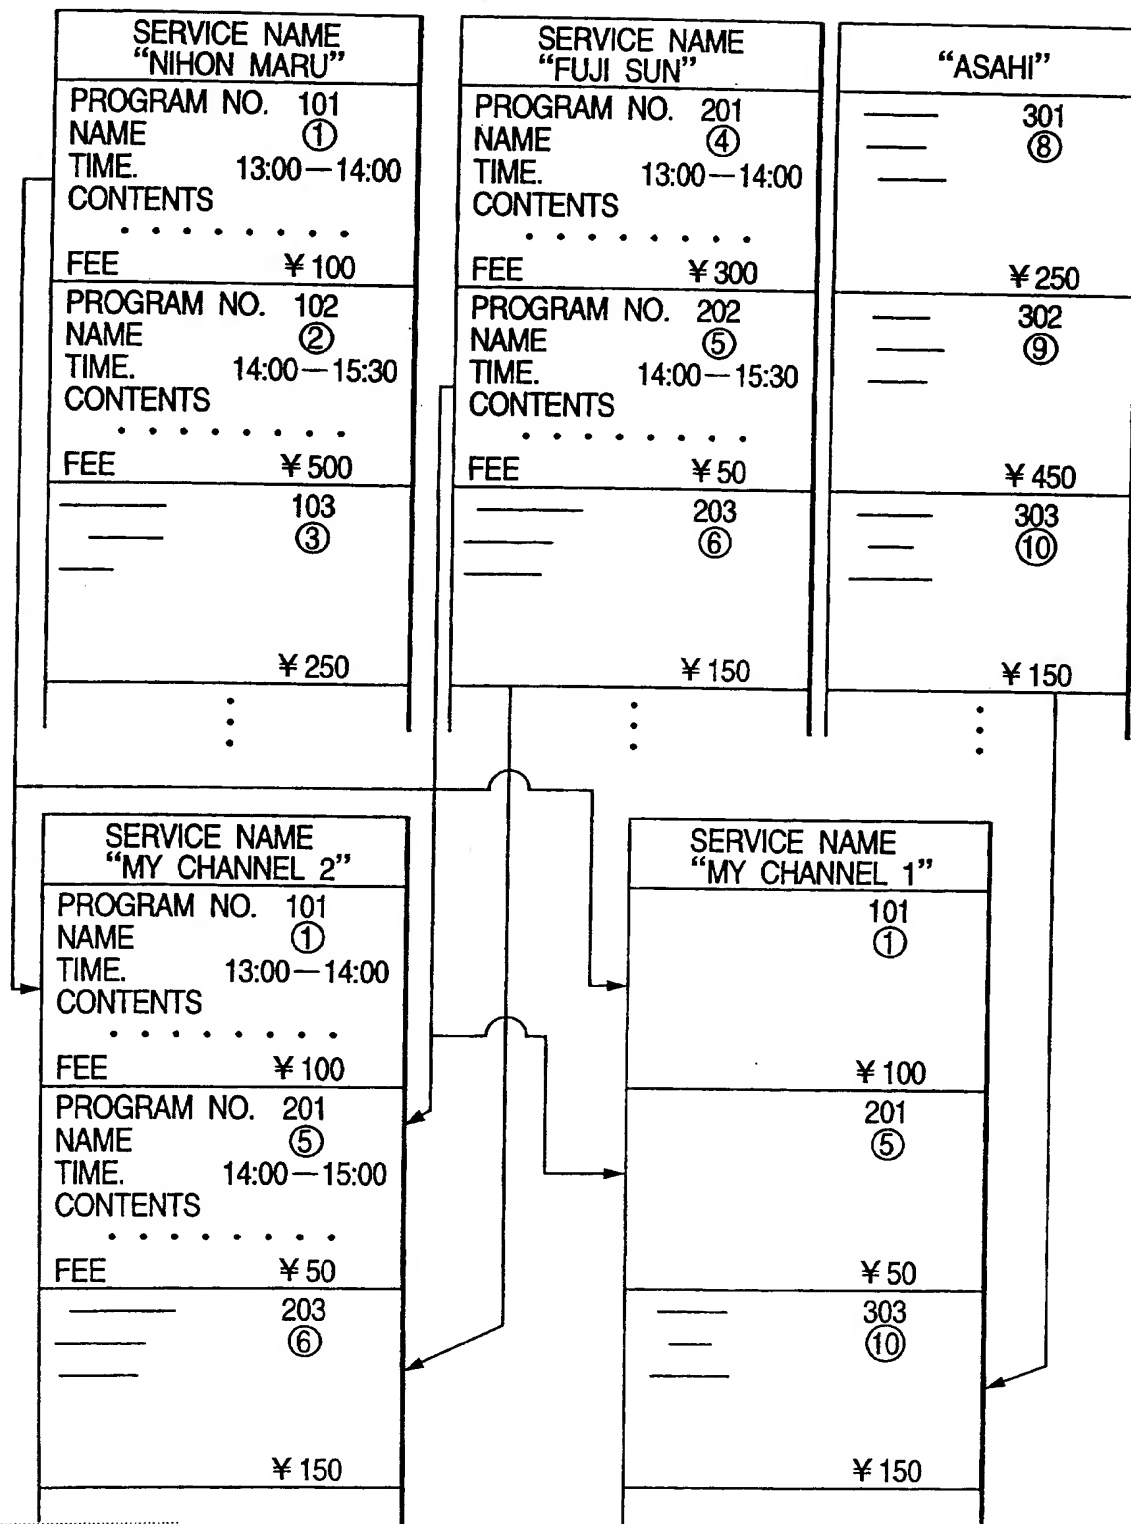 SERVICE NAME
“NIHON MARU”
PROGRAM NO. 101
NAME ①
TIME. 13:00—14:00
CONTENTS
• • • • • • • •
FEE ¥100
PROGRAM NO. 102
NAME ②
TIME. 14:00—15:30
CONTENTS
• • • • • • • •
FEE ¥500
103
③
¥250
SERVICE NAME
“FUJI SUN”
PROGRAM NO. 201
NAME ④
TIME. 13:00—14:00
CONTENTS
• • • • • • • •
FEE ¥300
PROGRAM NO. 202
NAME ⑤
TIME. 14:00—15:30
CONTENTS
• • • • • • • •
FEE ¥50
203
⑥
¥150
“ASAHI”
301
⑧
¥250
302
⑨
¥450
303
⑩
¥150
SERVICE NAME
“MY CHANNEL 2”
PROGRAM NO. 101
NAME ①
TIME. 13:00—14:00
CONTENTS
• • • • • • • •
FEE ¥100
PROGRAM NO. 201
NAME ⑤
TIME. 14:00—15:00
CONTENTS
• • • • • • • •
FEE ¥50
203
⑥
¥150
SERVICE NAME
“MY CHANNEL 1”
101
①
¥100
201
⑤
¥50
303
⑩
¥150